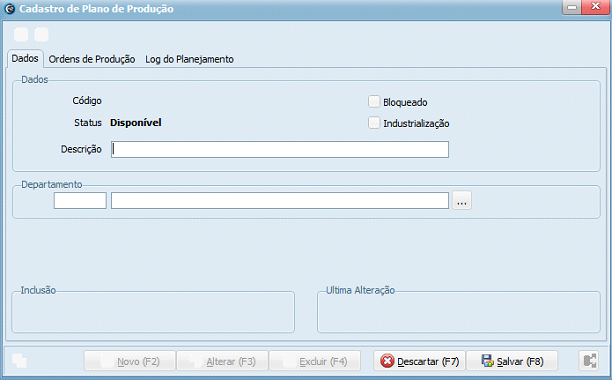 Cadastro de Plano de Produção
Dados Ordens de Produção Log do Planejamento
Dados
Código
Bloqueado
Status Disponível
Industrialização
Descrição
Departamento
...
Inclusão
Ultima Alteração
Novo (F2) Alterar (F3) Excluir (F4) Descartar (F7) Salvar (F8)